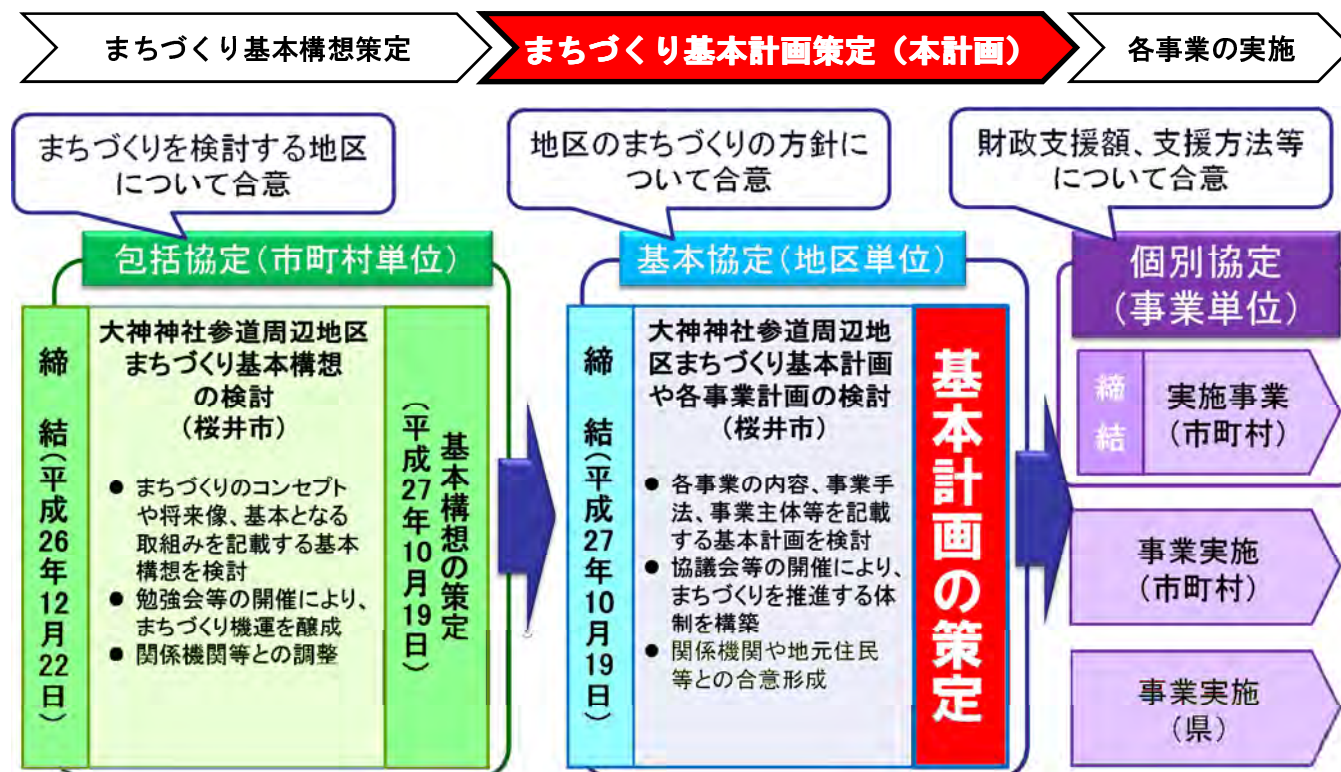 まちづくり基本構想策定
まちづくり基本計画策定（本計画）
各事業の実施
まちづくりを検討する地区
について合意
地区のまちづくりの方針に
ついて合意
財政支援額、支援方法等
について合意
包括協定（市町村単位）
締結（平成26年12月22日）
大神神社参道周辺地区
まちづくり基本構想
の検討
（桜井市）
● まちづくりのコンセプト
や将来像、基本となる
取組みを記載する基本
構想を検討
● 勉強会等の開催により、
まちづくり機運を醸成
● 関係機関等との調整
基本構想の策定
（平成27年10月19日）
基本協定（地区単位）
締結（平成27年10月19日）
大神神社参道周辺地
区まちづくり基本計画
や各事業計画の検討
（桜井市）
● 各事業の内容、事業手
法、事業主体等を記載
する基本計画を検討
● 協議会等の開催により、
まちづくりを推進する体
制を構築
● 関係機関や地元住民
等との合意形成
基本計画の策定
個別協定
（事業単位）
締結
実施事業
（市町村）
事業実施
（市町村）
事業実施
（県）